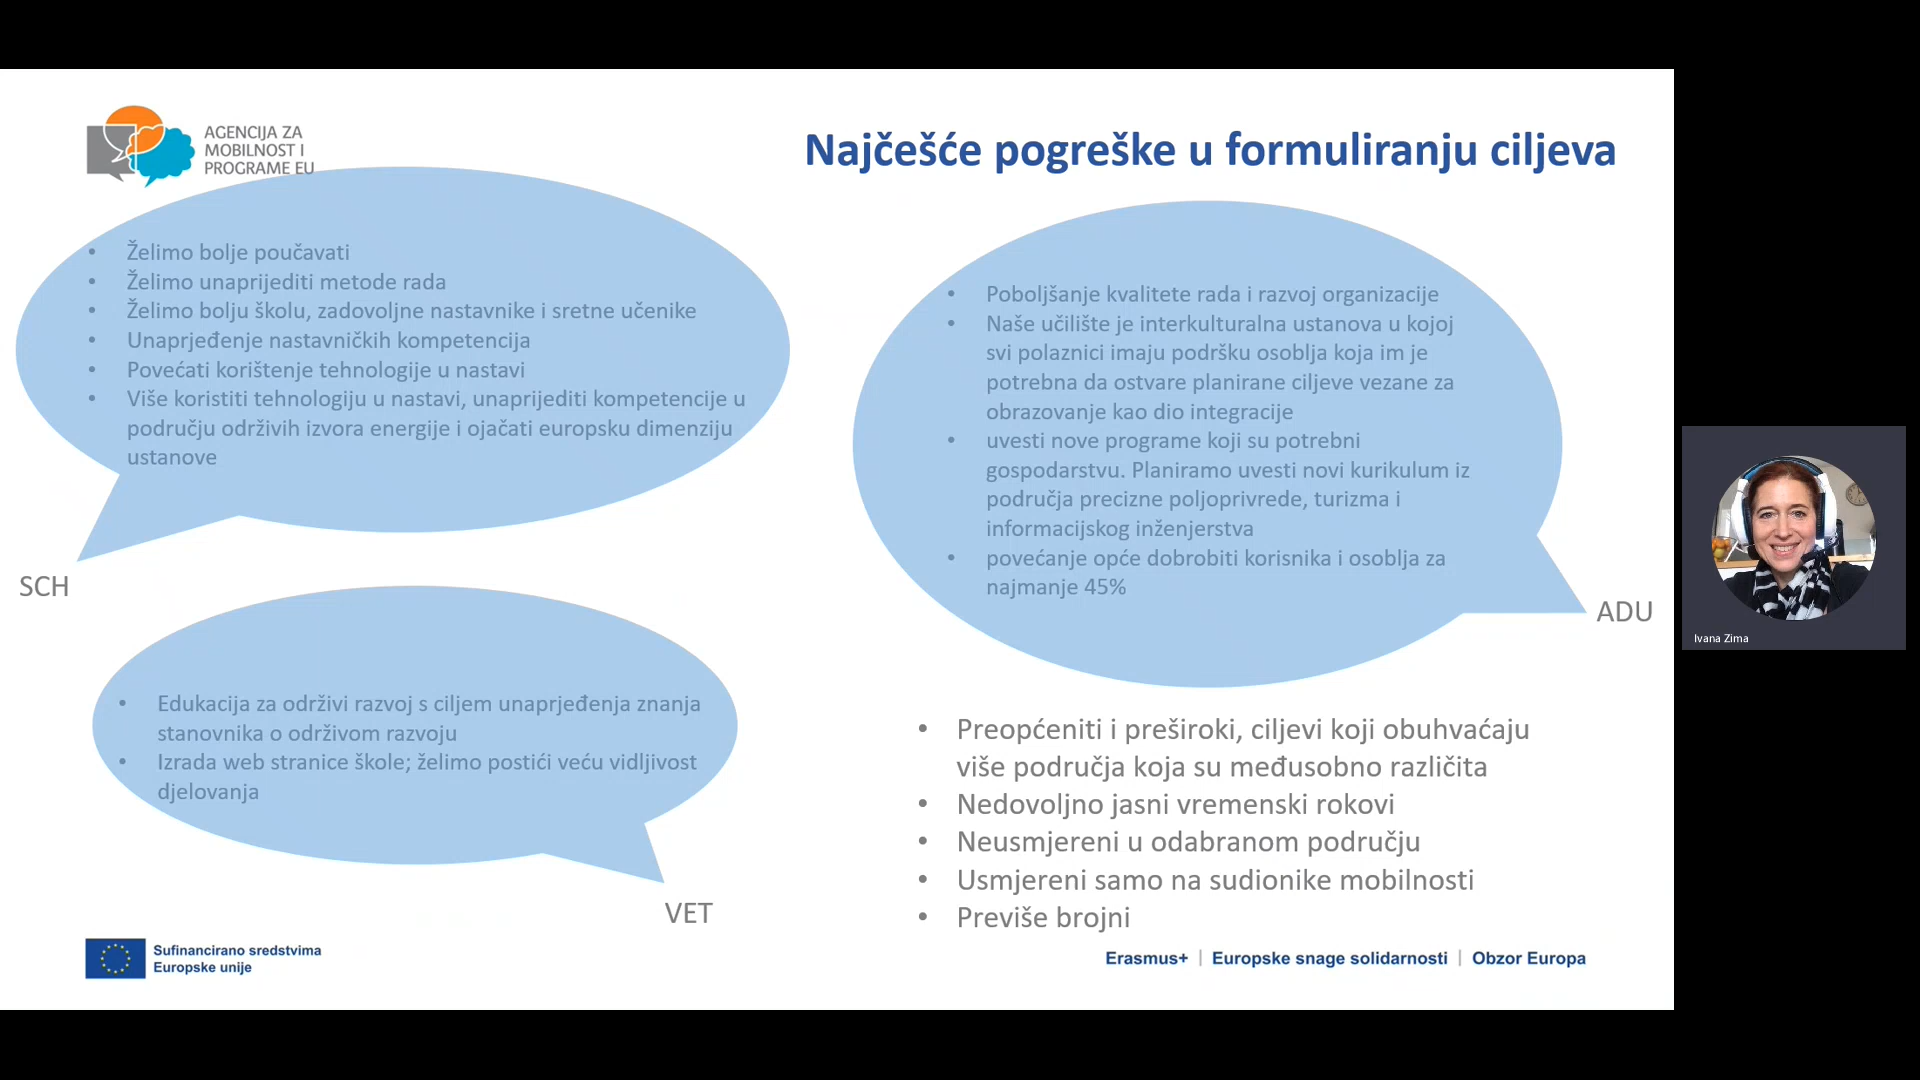 AGENCIJA ZA
MOBILNOST I
PROGRAME EU
Najčešće pogreške u formuliranju ciljeva
• Želimo bolje poučavati
• Želimo unaprijediti metode rada
• Želimo bolju školu, zadovoljne nastavnike i sretne učenike
• Unaprjeđenje nastavničkih kompetencija
• Povećati korištenje tehnologije u nastavi
• Više koristiti tehnologiju u nastavi, unaprijediti kompetencije u
području održivih izvora energije i ojačati europsku dimenziju
ustanove
SCH
• Poboljšanje kvalitete rada i razvoj organizacije
• Naše učilište je interkulturalna ustanova u kojoj
svi polaznici imaju podršku osoblja koja im je
potrebna da ostvare planirane ciljeve vezane za
obrazovanje kao dio integracije
• uvesti nove programe koji su potrebni
gospodarstvu. Planiramo uvesti novi kurikulum iz
područja precizne poljoprivrede, turizma i
informacijskog inženjerstva
• povećanje opće dobrobiti korisnika i osoblja za
najmanje 45%
ADU
• Edukacija za održivi razvoj s ciljem unaprjeđenja znanja
stanovnika o održivom razvoju
• Izrada web stranice škole; želimo postići veću vidljivost
djelovanja
VET
• Preopćeniti i preširoki, ciljevi koji obuhvaćaju
više područja koja su međusobno različita
• Nedovoljno jasni vremenski rokovi
• Neusmjereni u odabranom području
• Usmjereni samo na sudionike mobilnosti
• Previše brojni
Sufinancirano sredstvima
Europske unije
Erasmus+ | Europske snage solidarnosti | Obzor Europa
Ivana Zima